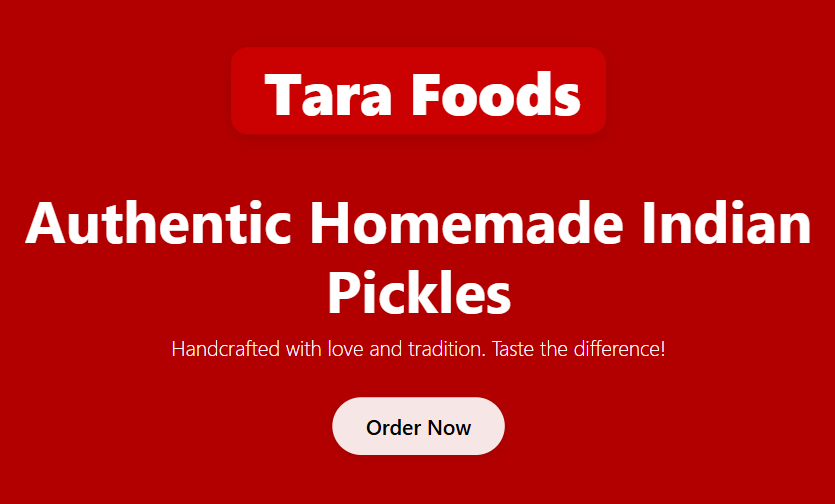 Tara Foods
Authentic Homemade Indian
Pickles
Handcrafted with love and tradition. Taste the difference!
Order Now